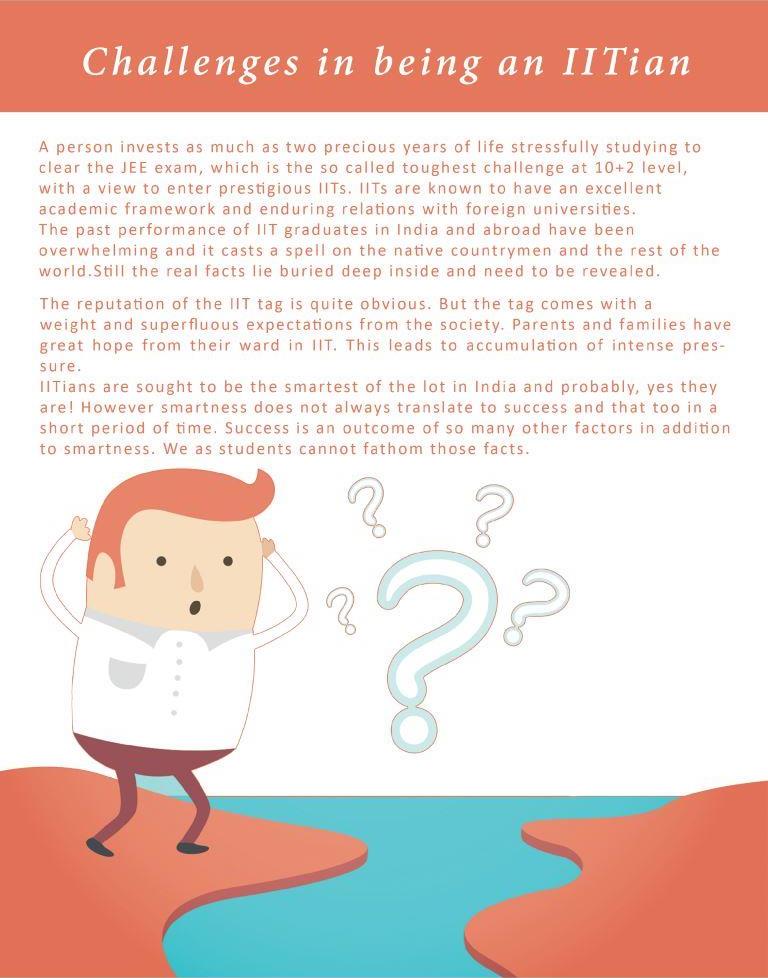 Challenges in being an IITian
A person invests as much as two precious years of life stressfully studying to
clear the JEE exam, which is the so called toughest challenge at 10+2 level,
with a view to enter prestigious IITs. IITs are known to have an excellent
academic framework and enduring relations with foreign universities.
The past performance of IIT graduates in India and abroad have been
overwhelming and it casts a spell on the native countrymen and the rest of the
world.Still the real facts lie buried deep inside and need to be revealed.
The reputation of the IIT tag is quite obvious. But the tag comes with a
weight and superfluous expectations from the society. Parents and families have
great hope from their ward in IIT. This leads to accumulation of intense pres-
sure.
IITians are sought to be the smartest of the lot in India and probably, yes they
are! However smartness does not always translate to success and that too in a
short period of time. Success is an outcome of so many other factors in addition
to smartness. We as students cannot fathom those facts.